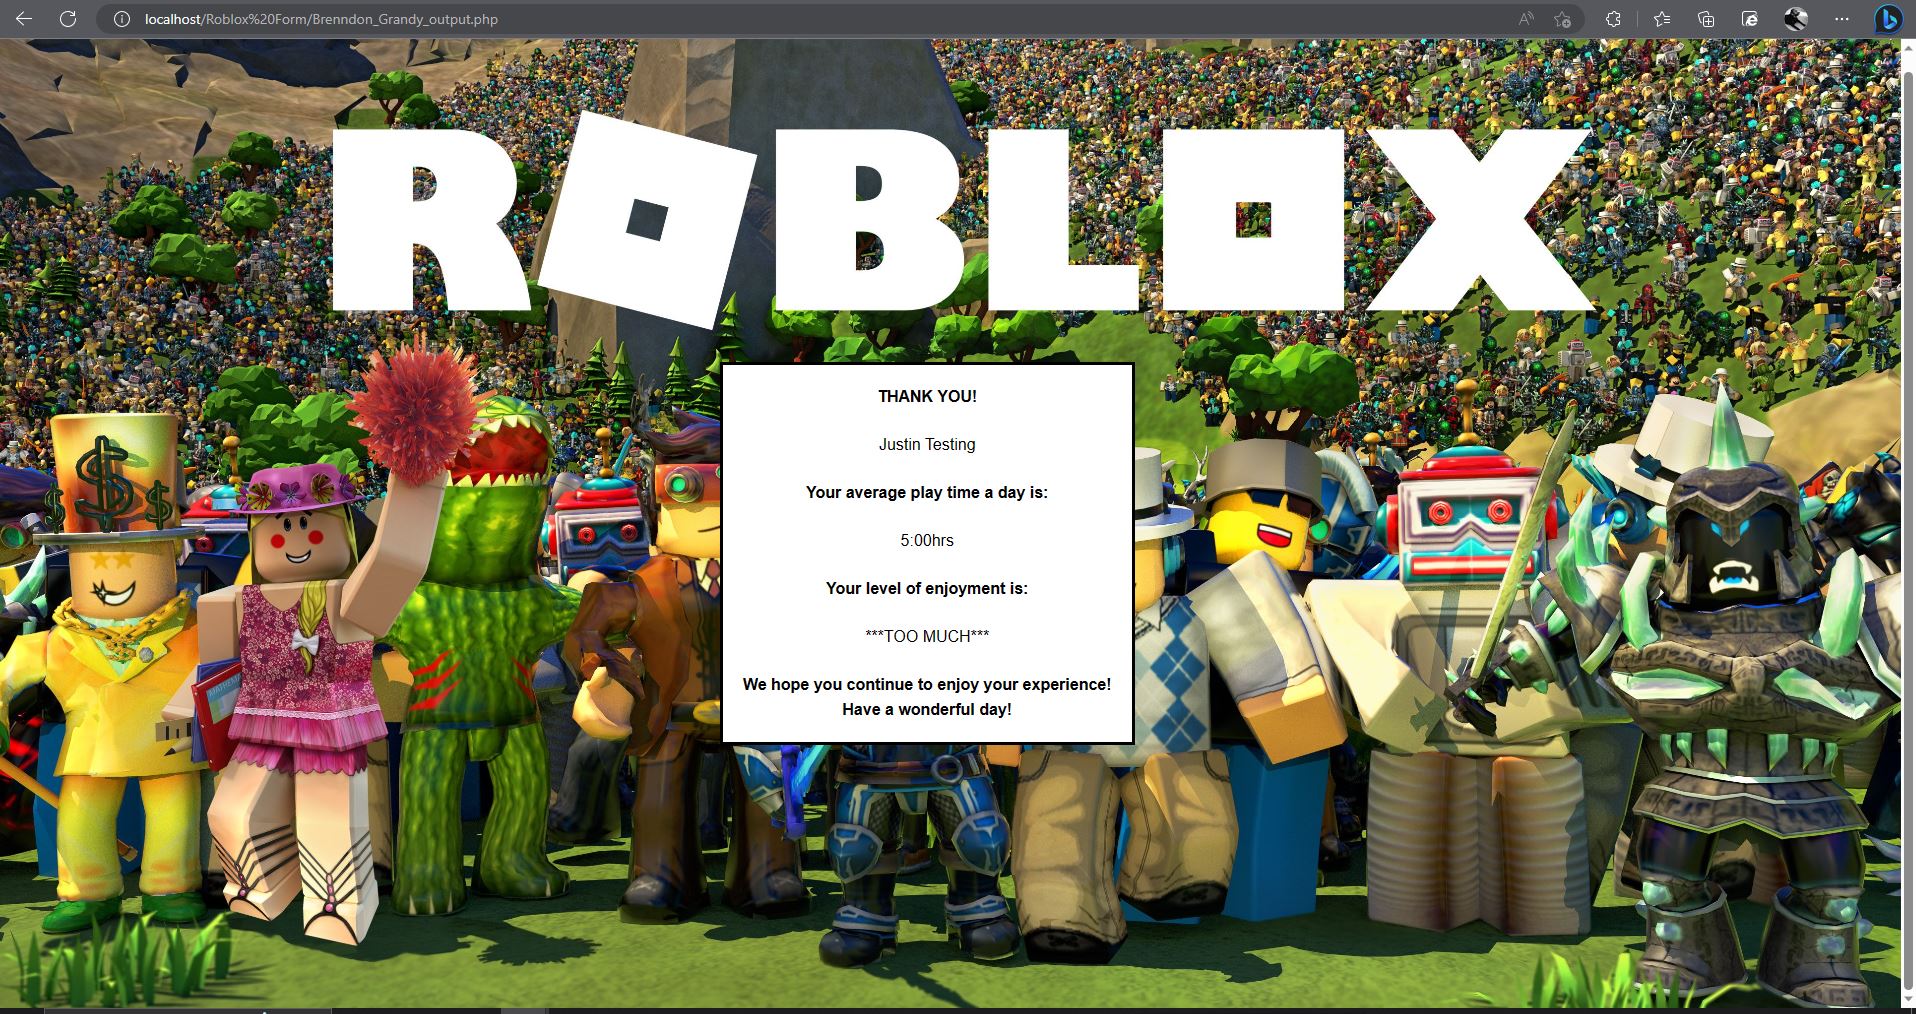 localhost/Roblox%20Form/Brenndon_Grandy_output.php
ROBLOX
THANK YOU!
Justin Testing
Your average play time a day is:
5:00hrs
Your level of enjoyment is:
***TOO MUCH***
We hope you continue to enjoy your experience!
Have a wonderful day!